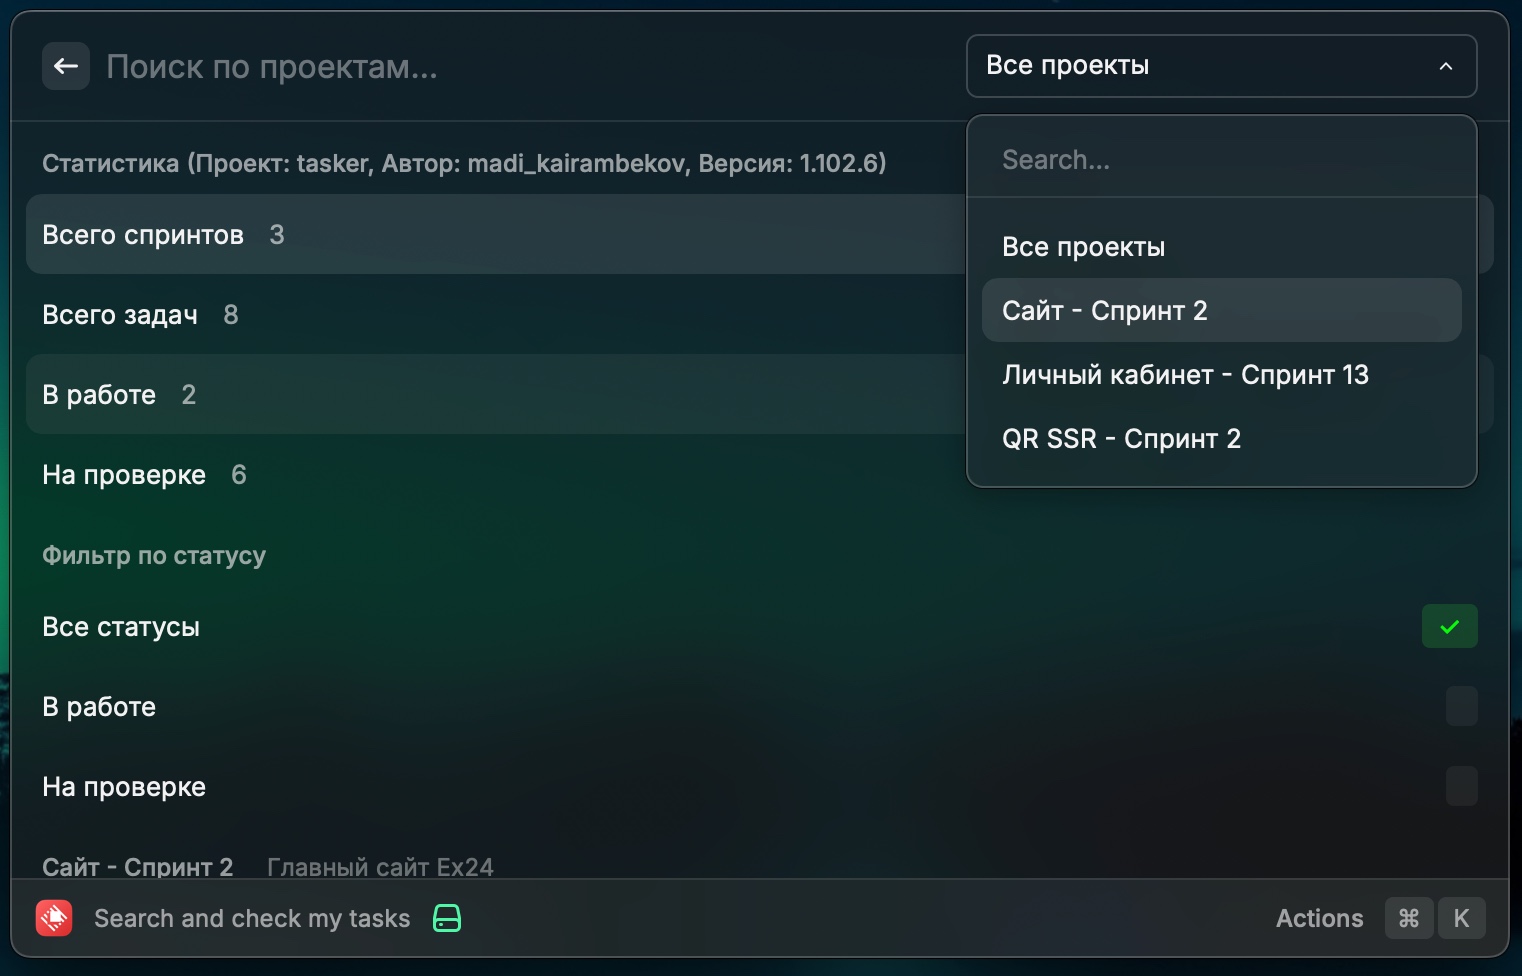 Поиск по проектам...
Все проекты
Статистика (Проект: tasker, Автор: madi_kairambekov, Версия: 1.102.6)
Всего спринтов 3
Всего задач 8
В работе 2
На проверке 6
Search...
Все проекты
Сайт - Спринт 2
Личный кабинет - Спринт 13
QR SSR - Спринт 2
Фильтр по статусу
Все статусы
В работе
На проверке
Сайт - Спринт 2 Главный сайт Ex24
Search and check my tasks
Actions ⌘ K